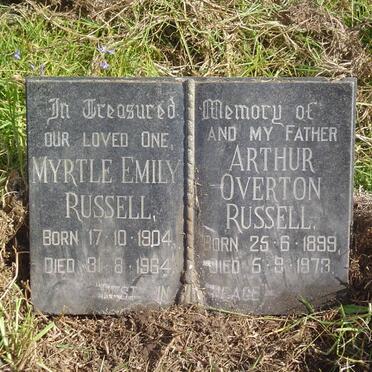 In Treasured Memory of
OUR LOVED ONE,
MYRTLE EMILY
RUSSELL,
BORN 17·10·1904,
DIED 31·8·1964
AND MY FATHER
ARTHUR
OVERTON
RUSSELL,
BORN 25·6·1899,
DIED 5·9·1973,
"REST IN PEACE"